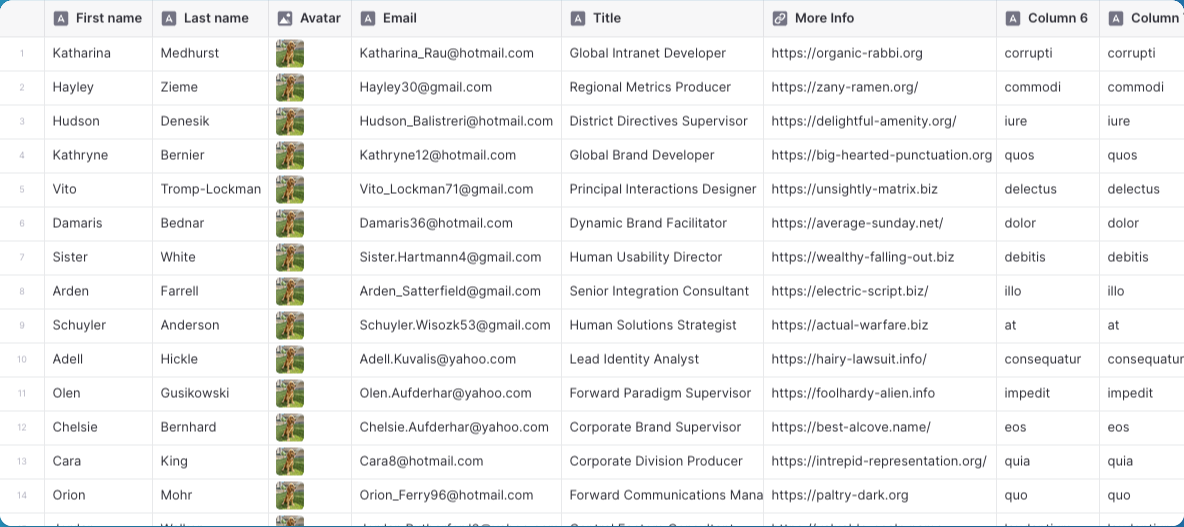 First name Last name Avatar Email Title More Info Column 6 Column
1 Katharina Medhurst Katharina_Rau@hotmail.com Global Intranet Developer https://organic-rabbi.org corrupti corrupti
2 Hayley Zieme Hayley30@gmail.com Regional Metrics Producer https://zany-ramen.org/ commodi commodi
3 Hudson Denesik Hudson_Balistreri@hotmail.com District Directives Supervisor https://delightful-amenity.org/ iure iure
4 Kathryne Bernier Kathryne12@hotmail.com Global Brand Developer https://big-hearted-punctuation.org quos quos
5 Vito Tromp-Lockman Vito_Lockman71@gmail.com Principal Interactions Designer https://unsightly-matrix.biz delectus delectus
6 Damaris Bednar Damaris36@hotmail.com Dynamic Brand Facilitator https://average-sunday.net/ dolor dolor
7 Sister White Sister.Hartmann4@gmail.com Human Usability Director https://wealthy-falling-out.biz debitis debitis
8 Arden Farrell Arden_Satterfield@gmail.com Senior Integration Consultant https://electric-script.biz/ illo illo
9 Schuyler Anderson Schuyler.Wisozk53@gmail.com Human Solutions Strategist https://actual-warfare.biz at at
10 Adell Hickle Adell.Kuvalis@yahoo.com Lead Identity Analyst https://hairy-lawsuit.info/ consequatur consequatur
11 Olen Gusikowski Olen.Aufderhar@yahoo.com Forward Paradigm Supervisor https://foolhardy-alien.info impedit impedit
12 Chelsie Bernhard Chelsie.Aufderhar@yahoo.com Corporate Brand Supervisor https://best-alcove.name/ eos eos
13 Cara King Cara8@hotmail.com Corporate Division Producer https://intrepid-representation.org/ quia quia
14 Orion Mohr Orion_Ferry96@hotmail.com Forward Communications Mana https://paltry-dark.org quo quo